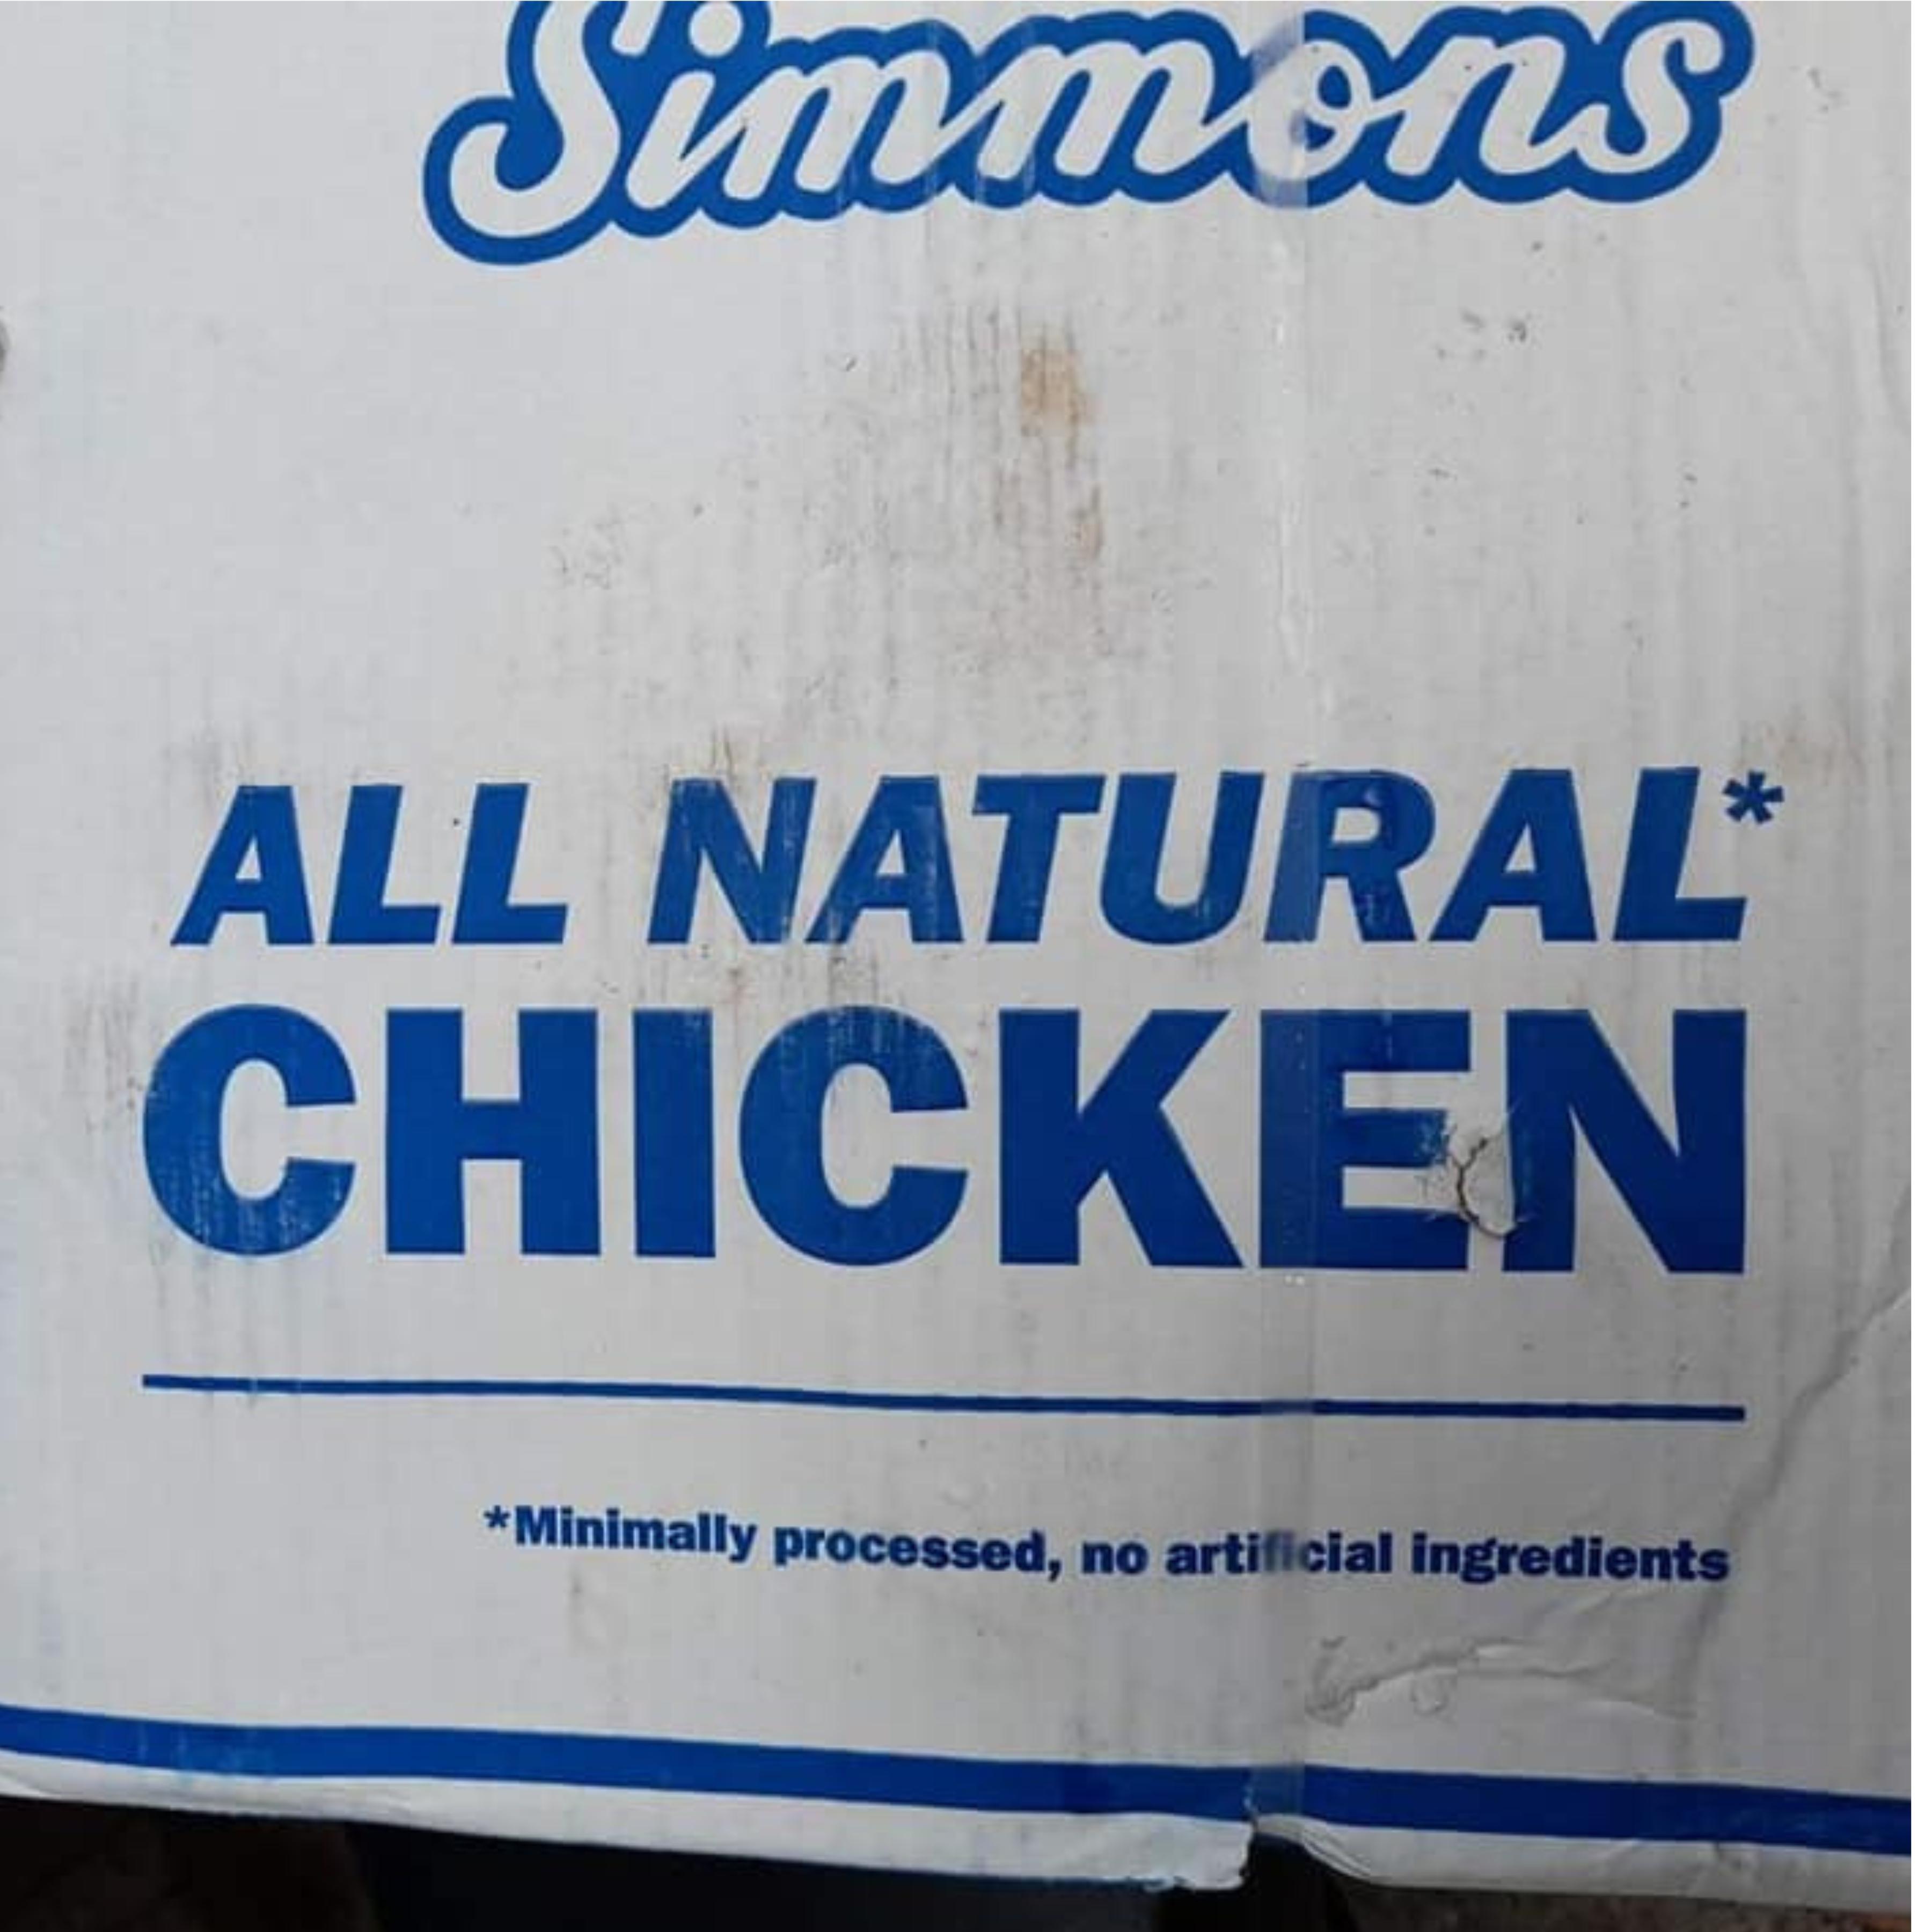 Simmons
ALL NATURAL*
CHICKEN
*Minimally processed, no artificial ingredients